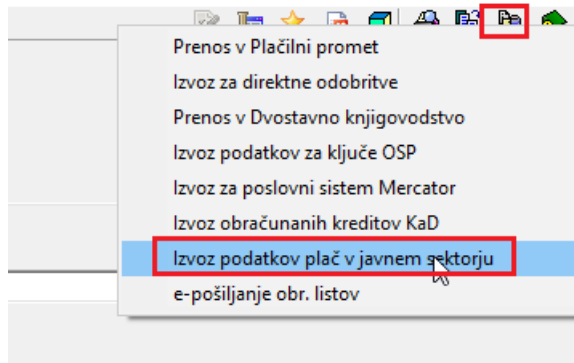 Prenos v Plačilni promet
Izvoz za direktne odobritve
Prenos v Dvostavno knjigovodstvo
Izvoz podatkov za ključe OSP
Izvoz za poslovni sistem Mercator
Izvoz obračunanih kreditov KaD
Izvoz podatkov plač v javnem sektorju
e-pošiljanje obr. listov